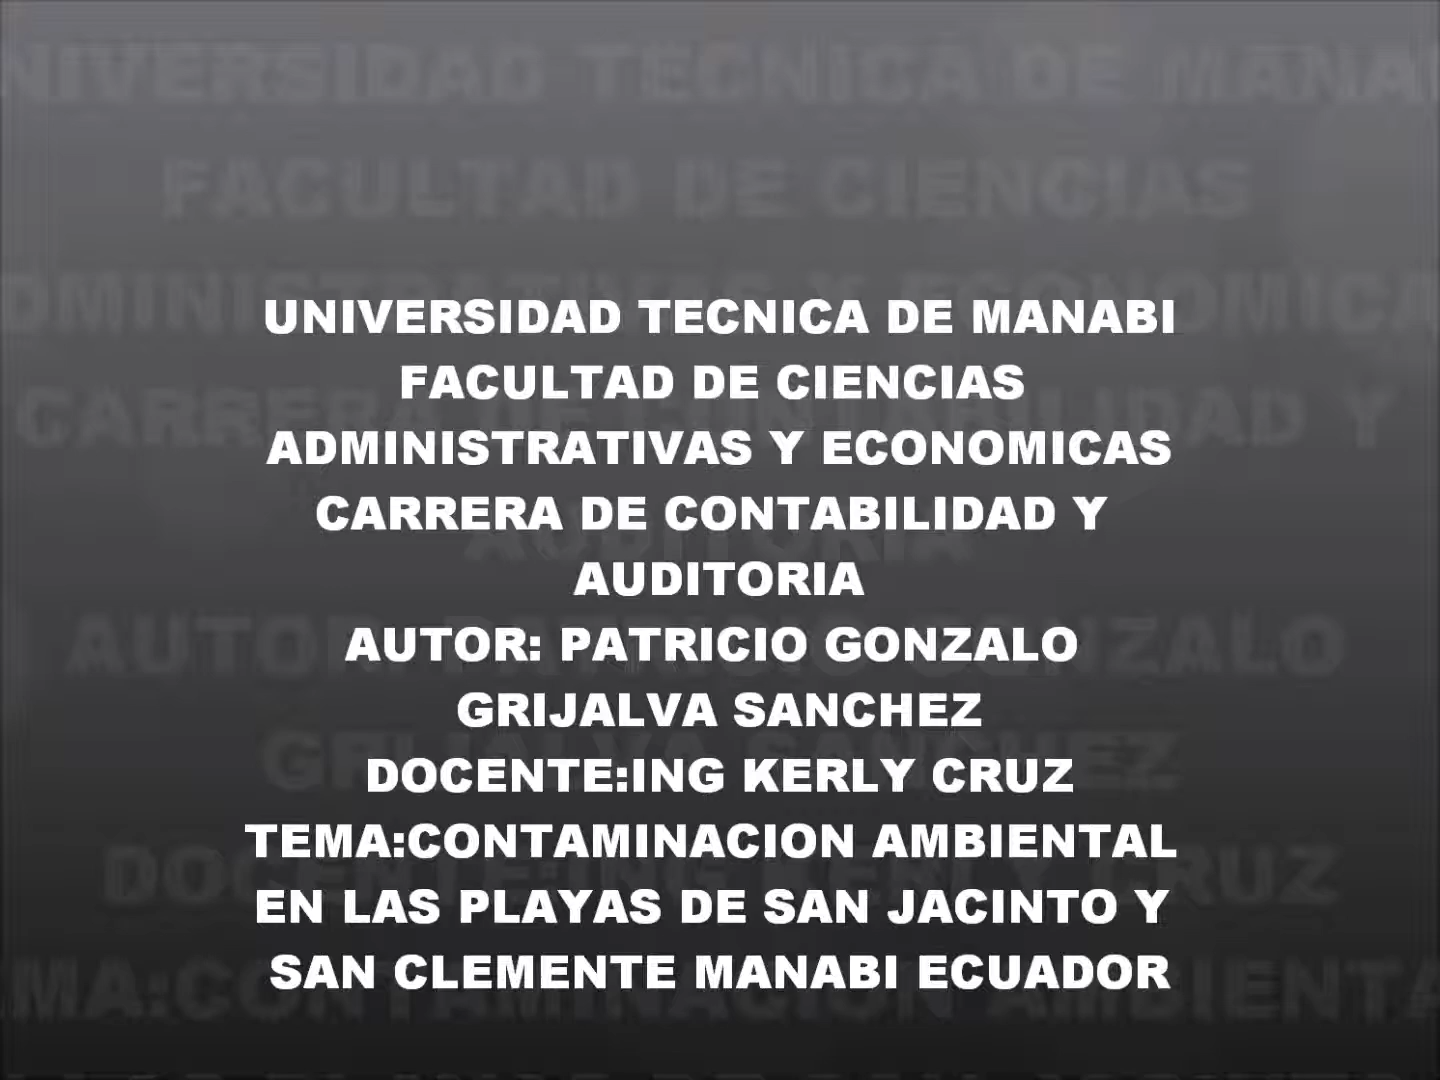 UNIVERSIDAD TECNICA DE MANABI
FACULTAD DE CIENCIAS
ADMINISTRATIVAS Y ECONOMICAS
CARRERA DE CONTABILIDAD Y
AUDITORIA
AUTOR: PATRICIO GONZALO
GRIJALVA SANCHEZ
DOCENTE:ING KERLY CRUZ
TEMA:CONTAMINACION AMBIENTAL
EN LAS PLAYAS DE SAN JACINTO Y
SAN CLEMENTE MANABI ECUADOR